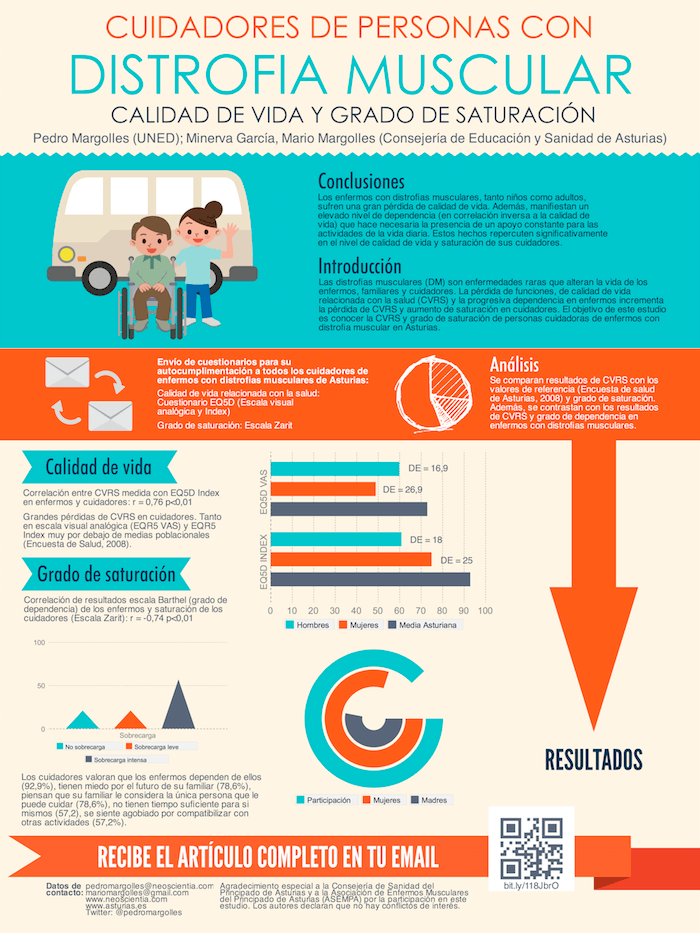 CUIDADORES DE PERSONAS CON
DISTROFIA MUSCULAR
CALIDAD DE VIDA Y GRADO DE SATURACIÓN
Pedro Margolles (UNED); Minerva García, Mario Margolles (Consejería de Educación y Sanidad de Asturias)
Conclusiones
Los enfermos con distrofias musculares, tanto niños como adultos,
sufren una gran pérdida de calidad de vida. Además, manifiestan un
elevado nivel de dependencia (en correlación inversa a la calidad de
vida) que hace necesaria la presencia de un apoyo constante para las
actividades de la vida diaria. Estos hechos repercuten significativamente
en el nivel de calidad de vida y saturación de sus cuidadores.
Introducción
Las distrofias musculares (DM) son enfermedades raras que alteran la vida de los
enfermos, familiares y cuidadores. La pérdida de funciones, de calidad de vida
relacionada con la salud (CVRS) y la progresiva dependencia en enfermos incrementa
la pérdida de CVRS y aumento de saturación en cuidadores. El objetivo de este estudio
es conocer la CVRS y grado de saturación de personas cuidadoras de enfermos con
distrofia muscular en Asturias.
Envío de cuestionarios para su
autocumplimentación a todos los cuidadores de
enfermos con distrofias musculares de Asturias:
Calidad de vida relacionada con la salud:
Cuestionario EQ5D (Escala visual
analógica y Index)
Grado de saturación: Escala Zarit
Análisis
Se comparan resultados de CVRS con los
valores de referencia (Encuesta de salud
de Asturias, 2008) y grado de saturación.
Además, se contrastan con los resultados
de CVRS y grado de dependencia en
enfermos con distrofias musculares.
Calidad de vida
Correlación entre CVRS medida con EQ5D Index
en enfermos y cuidadores: r = 0,76 p<0,01
Grandes pérdidas de CVRS en cuidadores. Tanto
en escala visual analógica (EQR5 VAS) y EQR5
Index muy por debajo de medias poblacionales
(Encuesta de Salud, 2008).
Grado de saturación
Correlación de resultados escala Barthel (grado de
dependencia) de los enfermos y saturación de los
cuidadores (Escala Zarit): r = -0,74 p<0,01
100
50
0
Sobrecarga
No sobrecarga
Sobrecarga leve
Sobrecarga intensa
Los cuidadores valoran que los enfermos dependen de ellos
(92,9%), tienen miedo por el futuro de su familiar (78,6%),
piensan que su familiar le considera la única persona que le
puede cuidar (78,6%), no tienen tiempo suficiente para si
mismos (57,2), se siente agobiado por compatibilizar con
otras actividades (57,2%).
EQ5D VAS
DE = 16,9
DE = 26,9
EQ5D INDEX
DE = 18
DE = 25
0 10 20 30 40 50 60 70 80 90 100
Hombres Mujeres Media Asturiana
Participación Mujeres Madres
RESULTADOS
RECIBE EL ARTÍCULO COMPLETO EN TU EMAIL
bit.ly/118JbrO
Datos de
contacto:
pedromargolles@neoscientia.com
mariomargolles@gmail.com
www.neoscientia.com
www.asturias.es
Twitter: @pedromargolles
Agradecimiento especial a la Consejería de Sanidad del
Principado de Asturias y a la Asociación de Enfermos Musculares
del Principado de Asturias (ASEMPA) por la participación en este
estudio. Los autores declaran que no hay conflictos de interés.